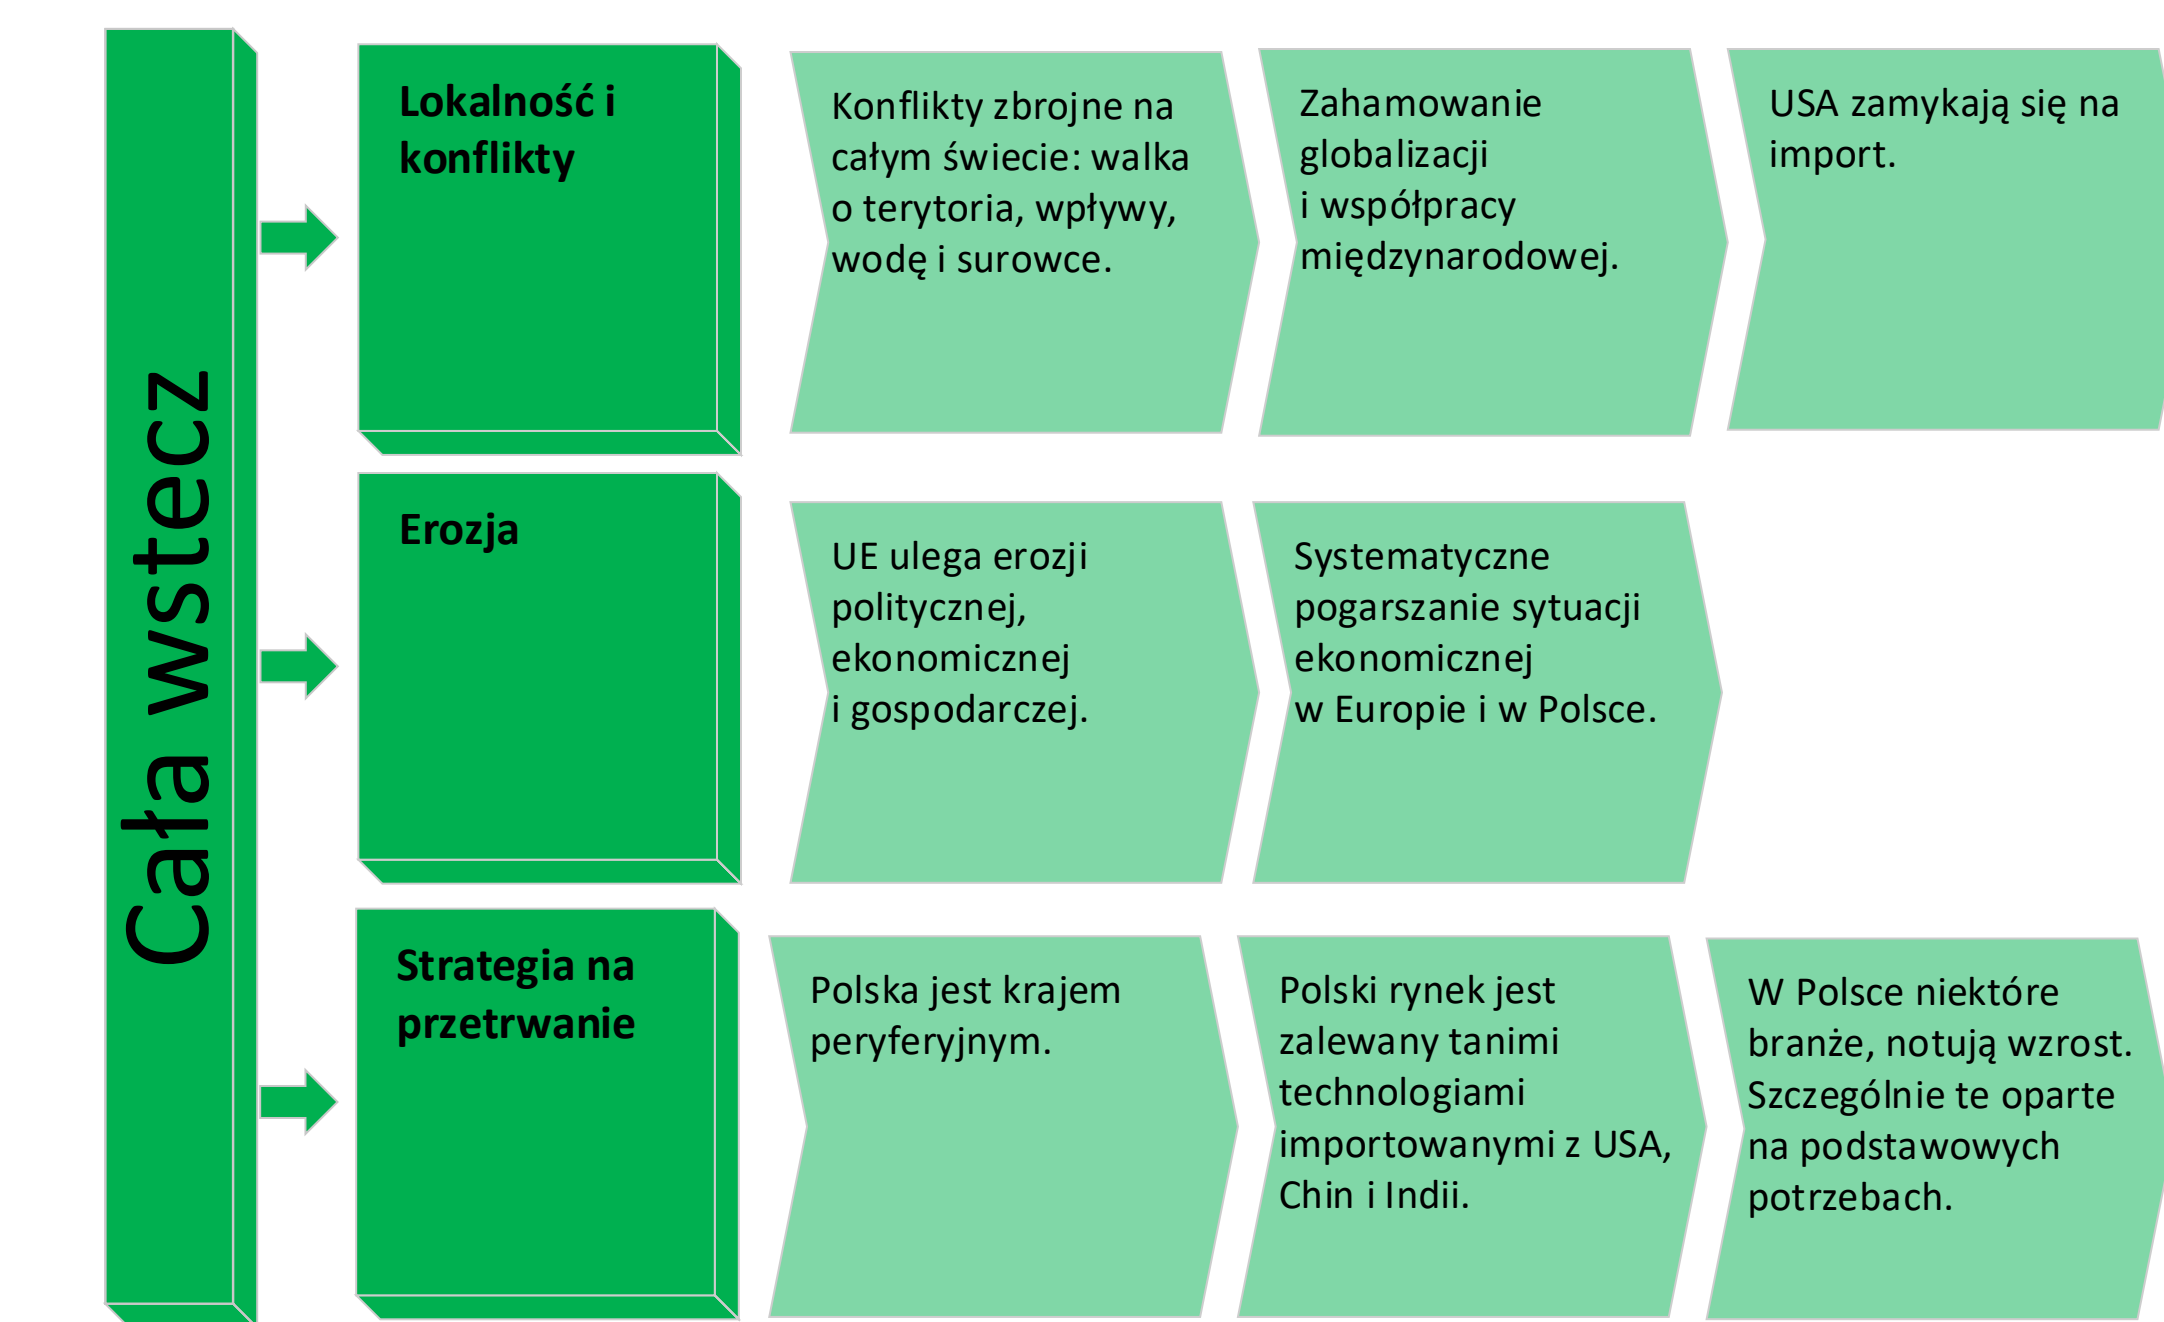 Cała wstecz
Lokalność i
konflikty
Konflikty zbrojne na
całym świecie: walka
o terytoria, wpływy,
wodę i surowce.
Zahamowanie
globalizacji
i współpracy
międzynarodowej.
USA zamykają się na
import.
Erozja
UE ulega erozji
politycznej,
ekonomicznej
i gospodarczej.
Systematyczne
pogarszanie sytuacji
ekonomicznej
w Europie i w Polsce.
Strategia na
przetrwanie
Polska jest krajem
peryferyjnym.
Polski rynek jest
zalewany tanimi
technologiami
importowanymi z USA,
Chin i Indii.
W Polsce niektóre
branże, notują wzrost.
Szczególnie te oparte
na podstawowych
potrzebach.